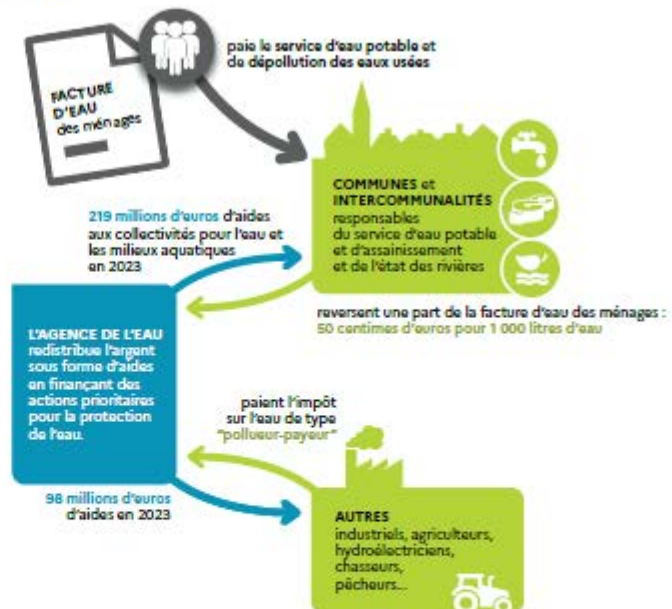 FACTURE
D'EAU
des ménages
paie le service d'eau potable et
de dépollution des eaux usées
COMMUNES et
INTERCOMMUNALITÉS
responsables
du service d'eau potable
et d'assainissement
et de l'état des rivières
219 millions d'euros d'aides
aux collectivités pour l'eau et
les milieux aquatiques
en 2023
reversent une part de la facture d'eau des ménages :
50 centimes d'euros pour 1 000 litres d'eau
L'AGENCE DE L'EAU
redistribue l'argent
sous forme d'aides
en finançant des
actions prioritaires
pour la protection
de l'eau.
paient l'impôt
sur l'eau de type
"pollueur-payeur"
98 millions d'euros
d'aides en 2023
AUTRES
industriels, agriculteurs,
hydroélectriciens,
chasseurs,
pêcheurs...